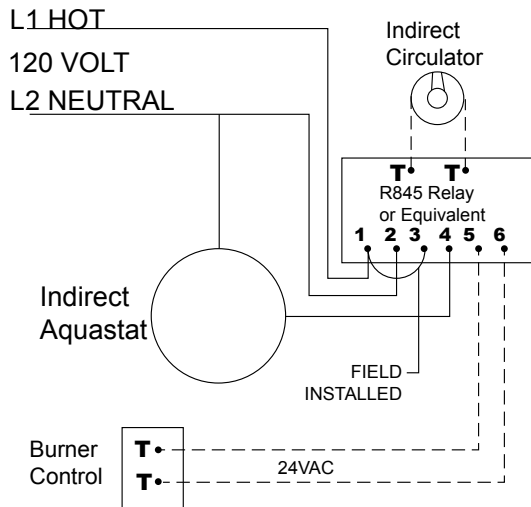 L1 HOT
120 VOLT
L2 NEUTRAL
Indirect
Circulator
T T
R845 Relay
or Equivalent
1 2 3 4 5 6
Indirect
Aquastat
FIELD
INSTALLED
Burner
Control
T
T
24VAC